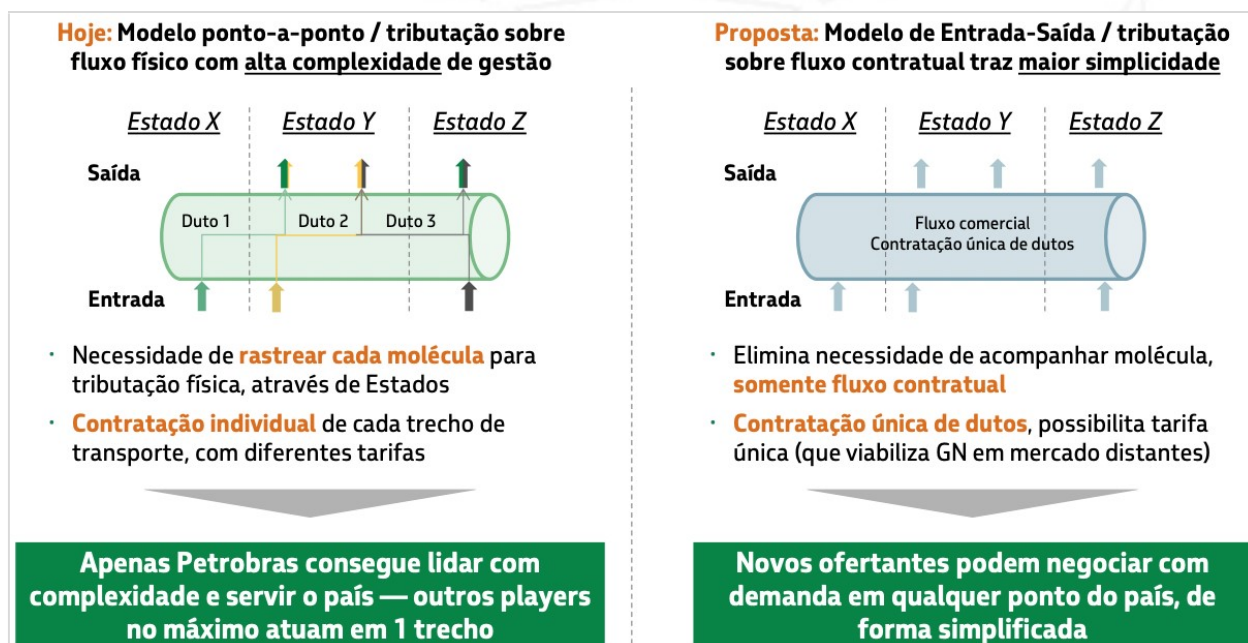 Hoje: Modelo ponto-a-ponto / tributação sobre
fluxo físico com alta complexidade de gestão
Estado X
Estado Y
Estado Z
Saída
Duto 1
Duto 2
Duto 3
Entrada
· Necessidade de rastrear cada molécula para
tributação física, através de Estados
· Contratação individual de cada trecho de
transporte, com diferentes tarifas
Apenas Petrobras consegue lidar com
complexidade e servir o país — outros players
no máximo atuam em 1 trecho
Proposta: Modelo de Entrada-Saída / tributação
sobre fluxo contratual traz maior simplicidade
Estado X
Estado Y
Estado Z
Saída
Fluxo comercial
Contratação única de dutos
Entrada
· Elimina necessidade de acompanhar molécula,
somente fluxo contratual
· Contratação única de dutos, possibilita tarifa
única (que viabiliza GN em mercado distantes)
Novos ofertantes podem negociar com
demanda em qualquer ponto do país, de
forma simplificada